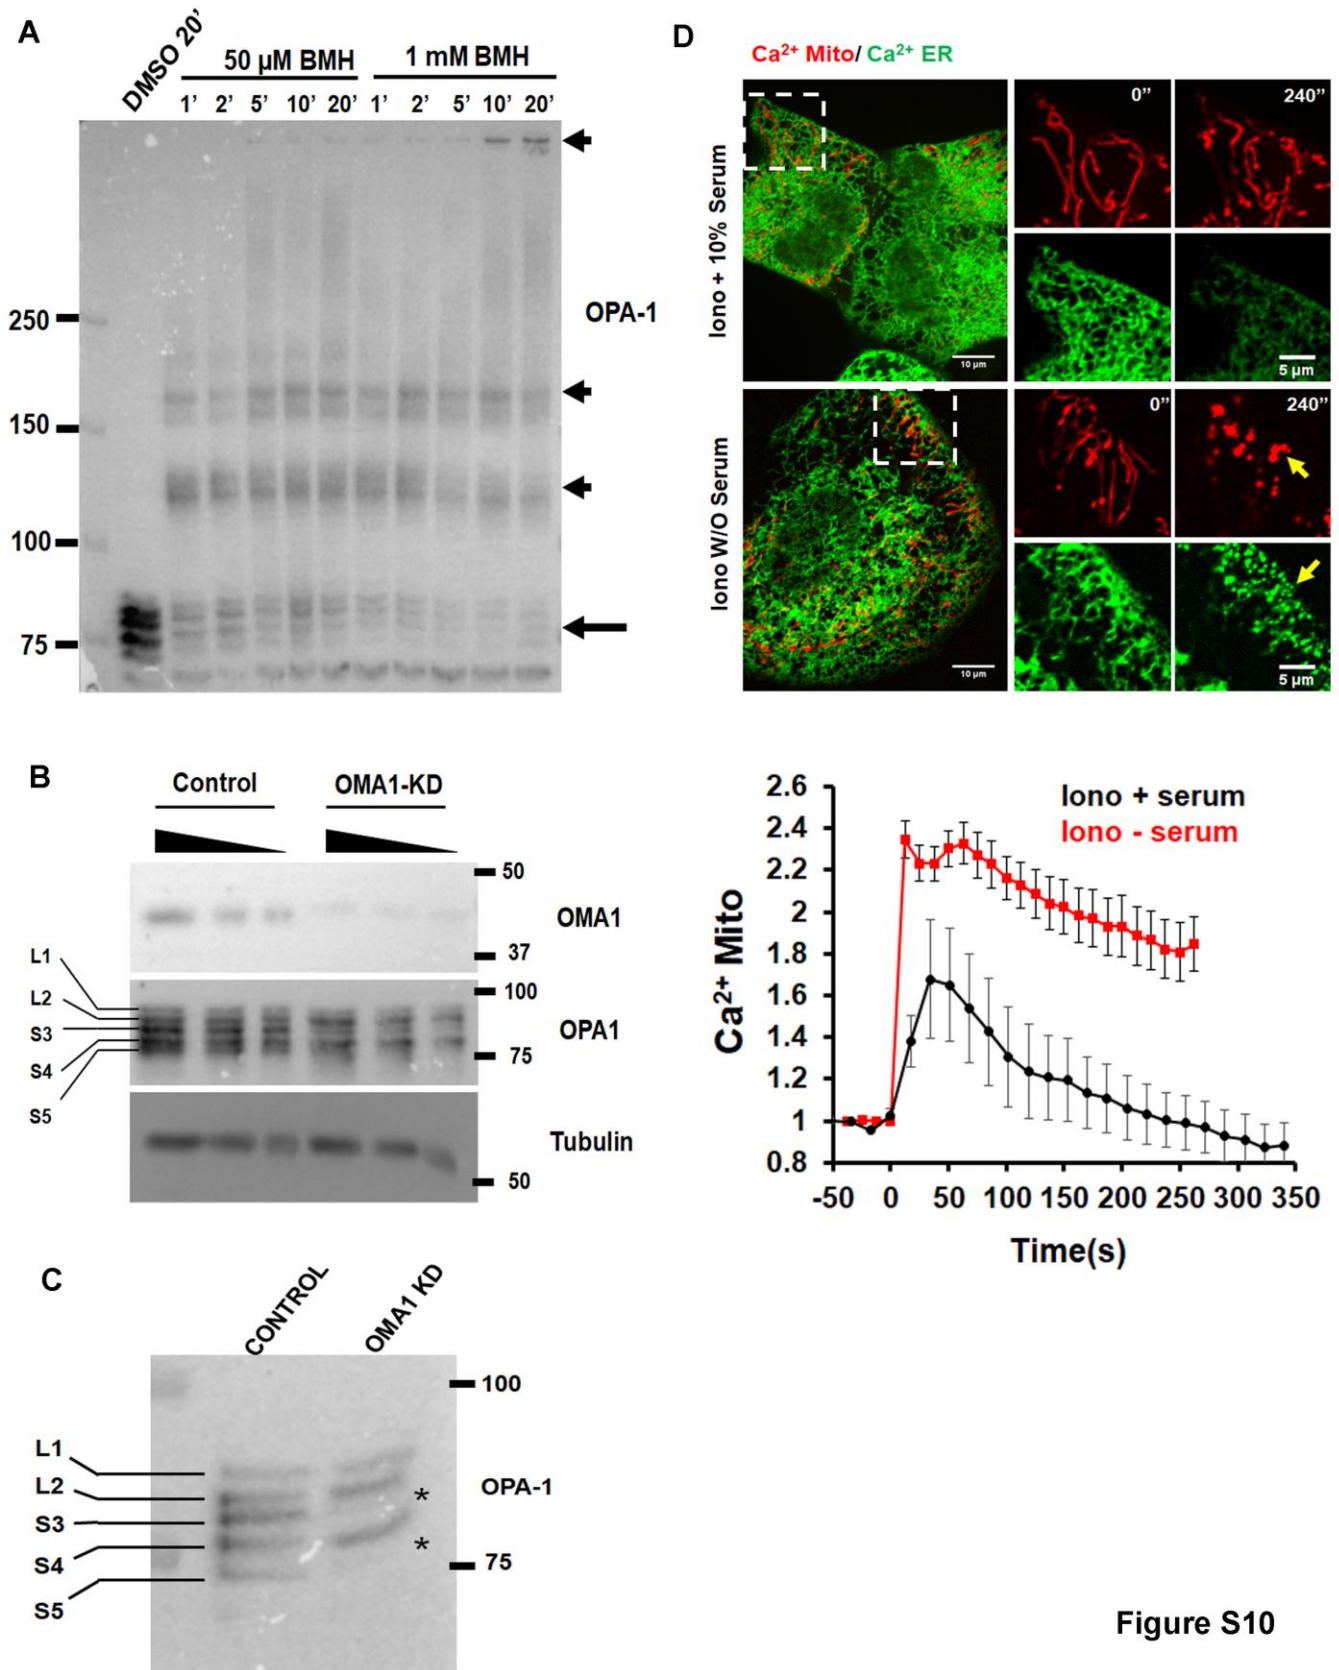 A
DMSO 20'
50 µM BMH
1 mM BMH
1' 2' 5' 10' 20' 1' 2' 5' 10' 20'
250
150
100
75
OPA-1
B
Control
OMA1-KD
50
OMA1
37
L1
L2
S3
S4
S5
100
OPA1
75
Tubulin
50
C
CONTROL
OMA1 KD
100
L1
L2
S3
S4
S5
OPA-1
*
*
75
D
Ca²⁺ Mito/ Ca²⁺ ER
Iono + 10% Serum
0”
240”
10 µm
5 µm
Iono W/O Serum
0”
240”
10 µm
5 µm
Iono + serum
Iono - serum
Ca²⁺ Mito
2.6
2.4
2.2
2
1.8
1.6
1.4
1.2
1
0.8
-50 0 50 100 150 200 250 300 350
Time(s)
Figure S10